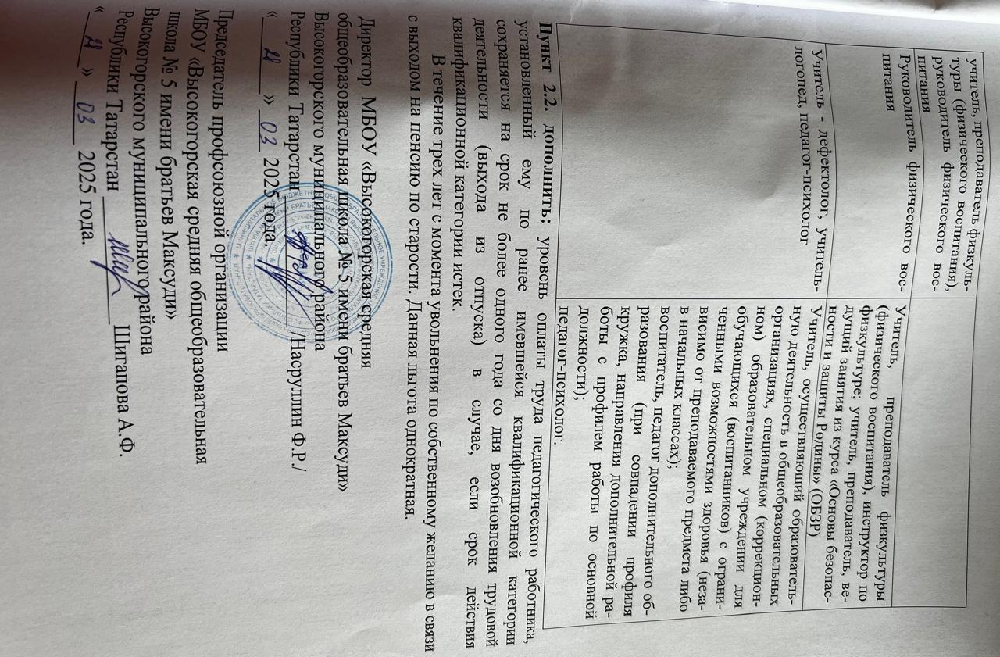 учитель, преподаватель физкуль-
туры (физического воспитания),
руководитель физического вос-
питания
Руководитель физического вос-
питания
Учитель, преподаватель физкультуры
(физического воспитания), инструктор по
физкультуре; учитель, преподаватель, ве-
дущий занятия из курса «Основы безопас-
ности и защиты Родины» (ОБЗР)
Учитель - дефектолог, учитель-
логопед, педагог-психолог
Учитель, осуществляющий образователь-
ную деятельность в общеобразовательных
организациях, специальном (коррекцион-
ном) образовательном учреждении для
обучающихся (воспитанников) с ограни-
ченными возможностями здоровья (неза-
висимо от преподаваемого предмета либо
в начальных классах);
воспитатель, педагог дополнительного об-
разования (при совпадении профиля
кружка, направления дополнительной ра-
боты с профилем работы по основной
должности);
педагог-психолог.
Пункт 2.2. дополнить: уровень оплаты труда педагогического работника,
установленный ему по ранее имевшейся квалификационной категории
сохраняется на срок не более одного года со дня возобновления трудовой
деятельности (выхода из отпуска) в случае, если срок действия
квалификационной категории истек.
В течение трех лет с момента увольнения по собственному желанию в связи
с выходом на пенсию по старости. Данная льгота однократная.
Директор МБОУ «Высокогорская средняя
общеобразовательная школа № 5 имени братьев Максуди»
Высокогорского муниципального района
Республики Татарстан /Насруллин Ф.Р./
« 21 » 03 2025 года.
Председатель профсоюзной организации
МБОУ «Высокогорская средняя общеобразовательная
школа № 5 имени братьев Максуди»
Высокогорского муниципального района
Республики Татарстан Шигапова А.Ф.
« 21 » 03 2025 года.